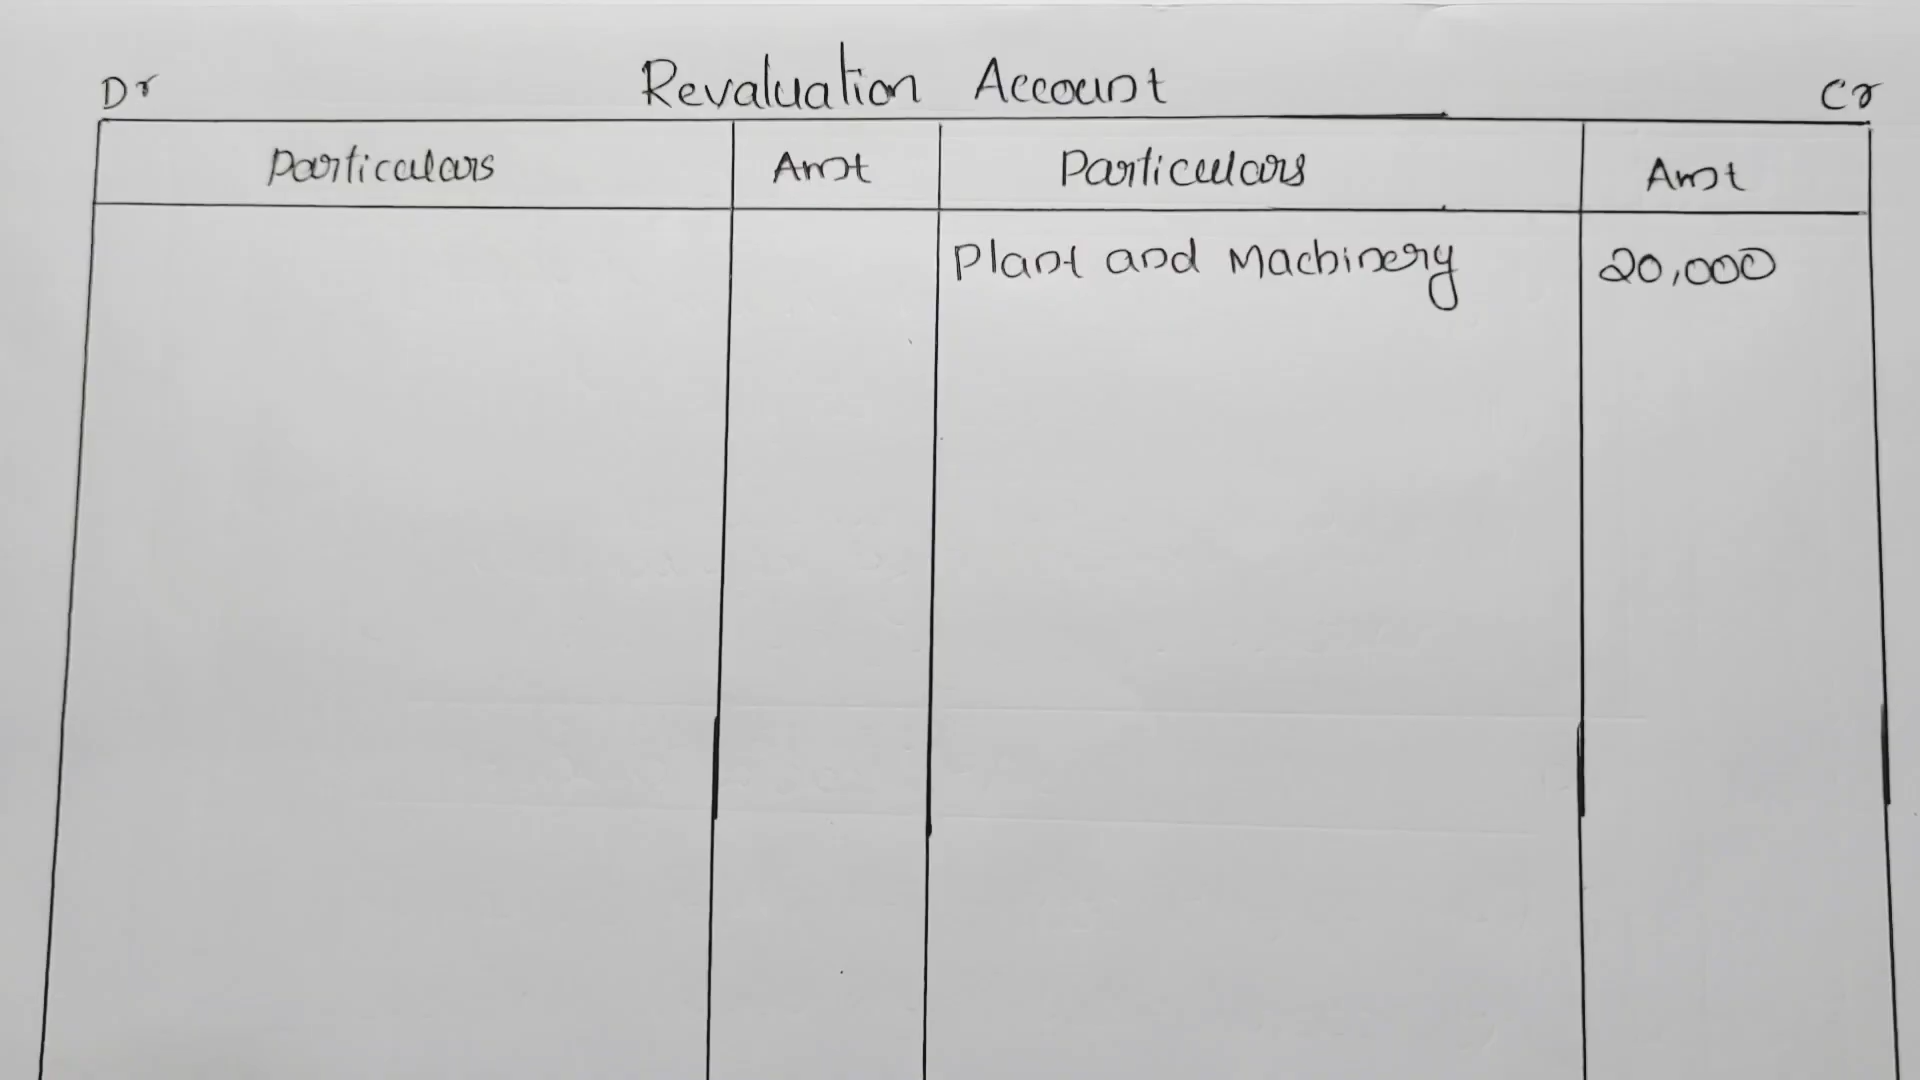 Dr Revaluation Account Cr
Particulars Amt Particulars Amt
Plant and Machinery 20,000